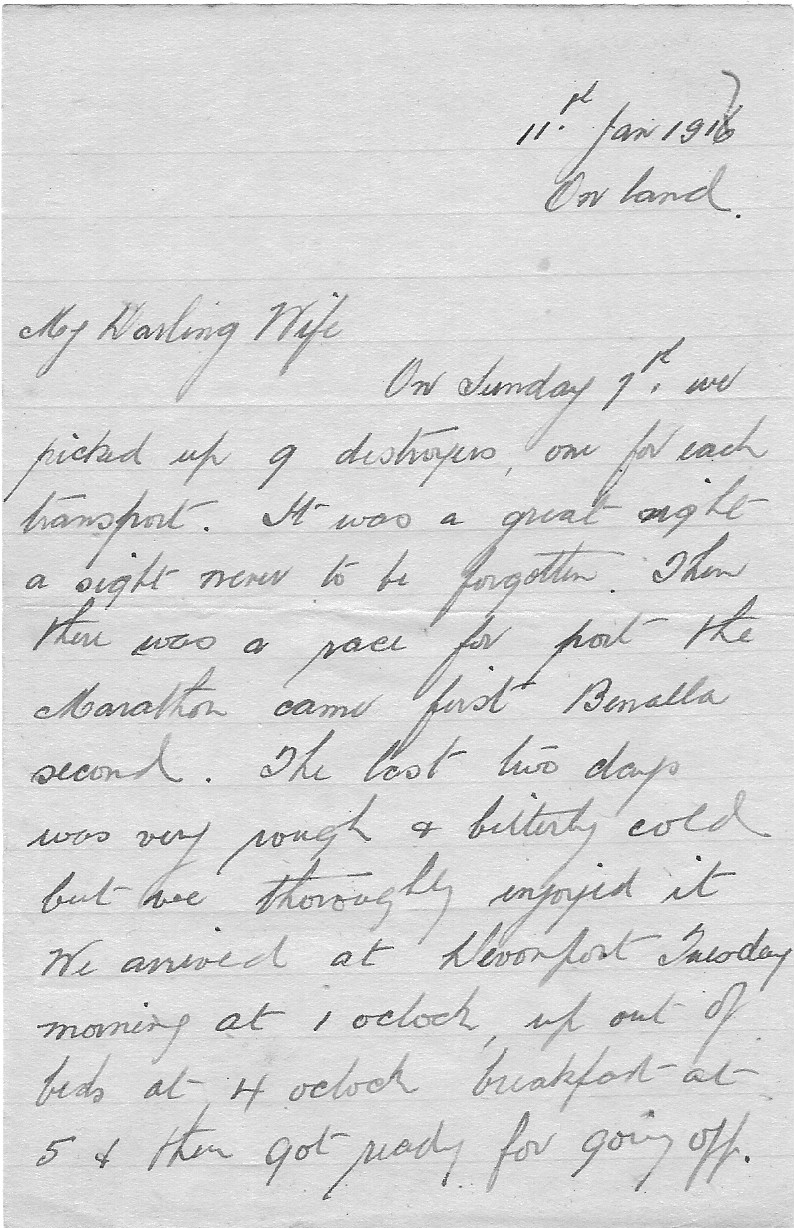 11.st Jan 1917
On land.
My Darling Wife
On Sunday 7st. we
picked up 9 destroyers, one for each
transport. It was a great sight
a sight never to be forgotten. Then
there was a race for port the
Marathon came first Benalla
second. The last two days
was very rough & bitterly cold
but we thoroughly enjoyed it
We arrived at Devonport Tuesday
morning at 1 oclock, up out of
beds at 4 oclock breakfast at
5 & then got ready for going off.